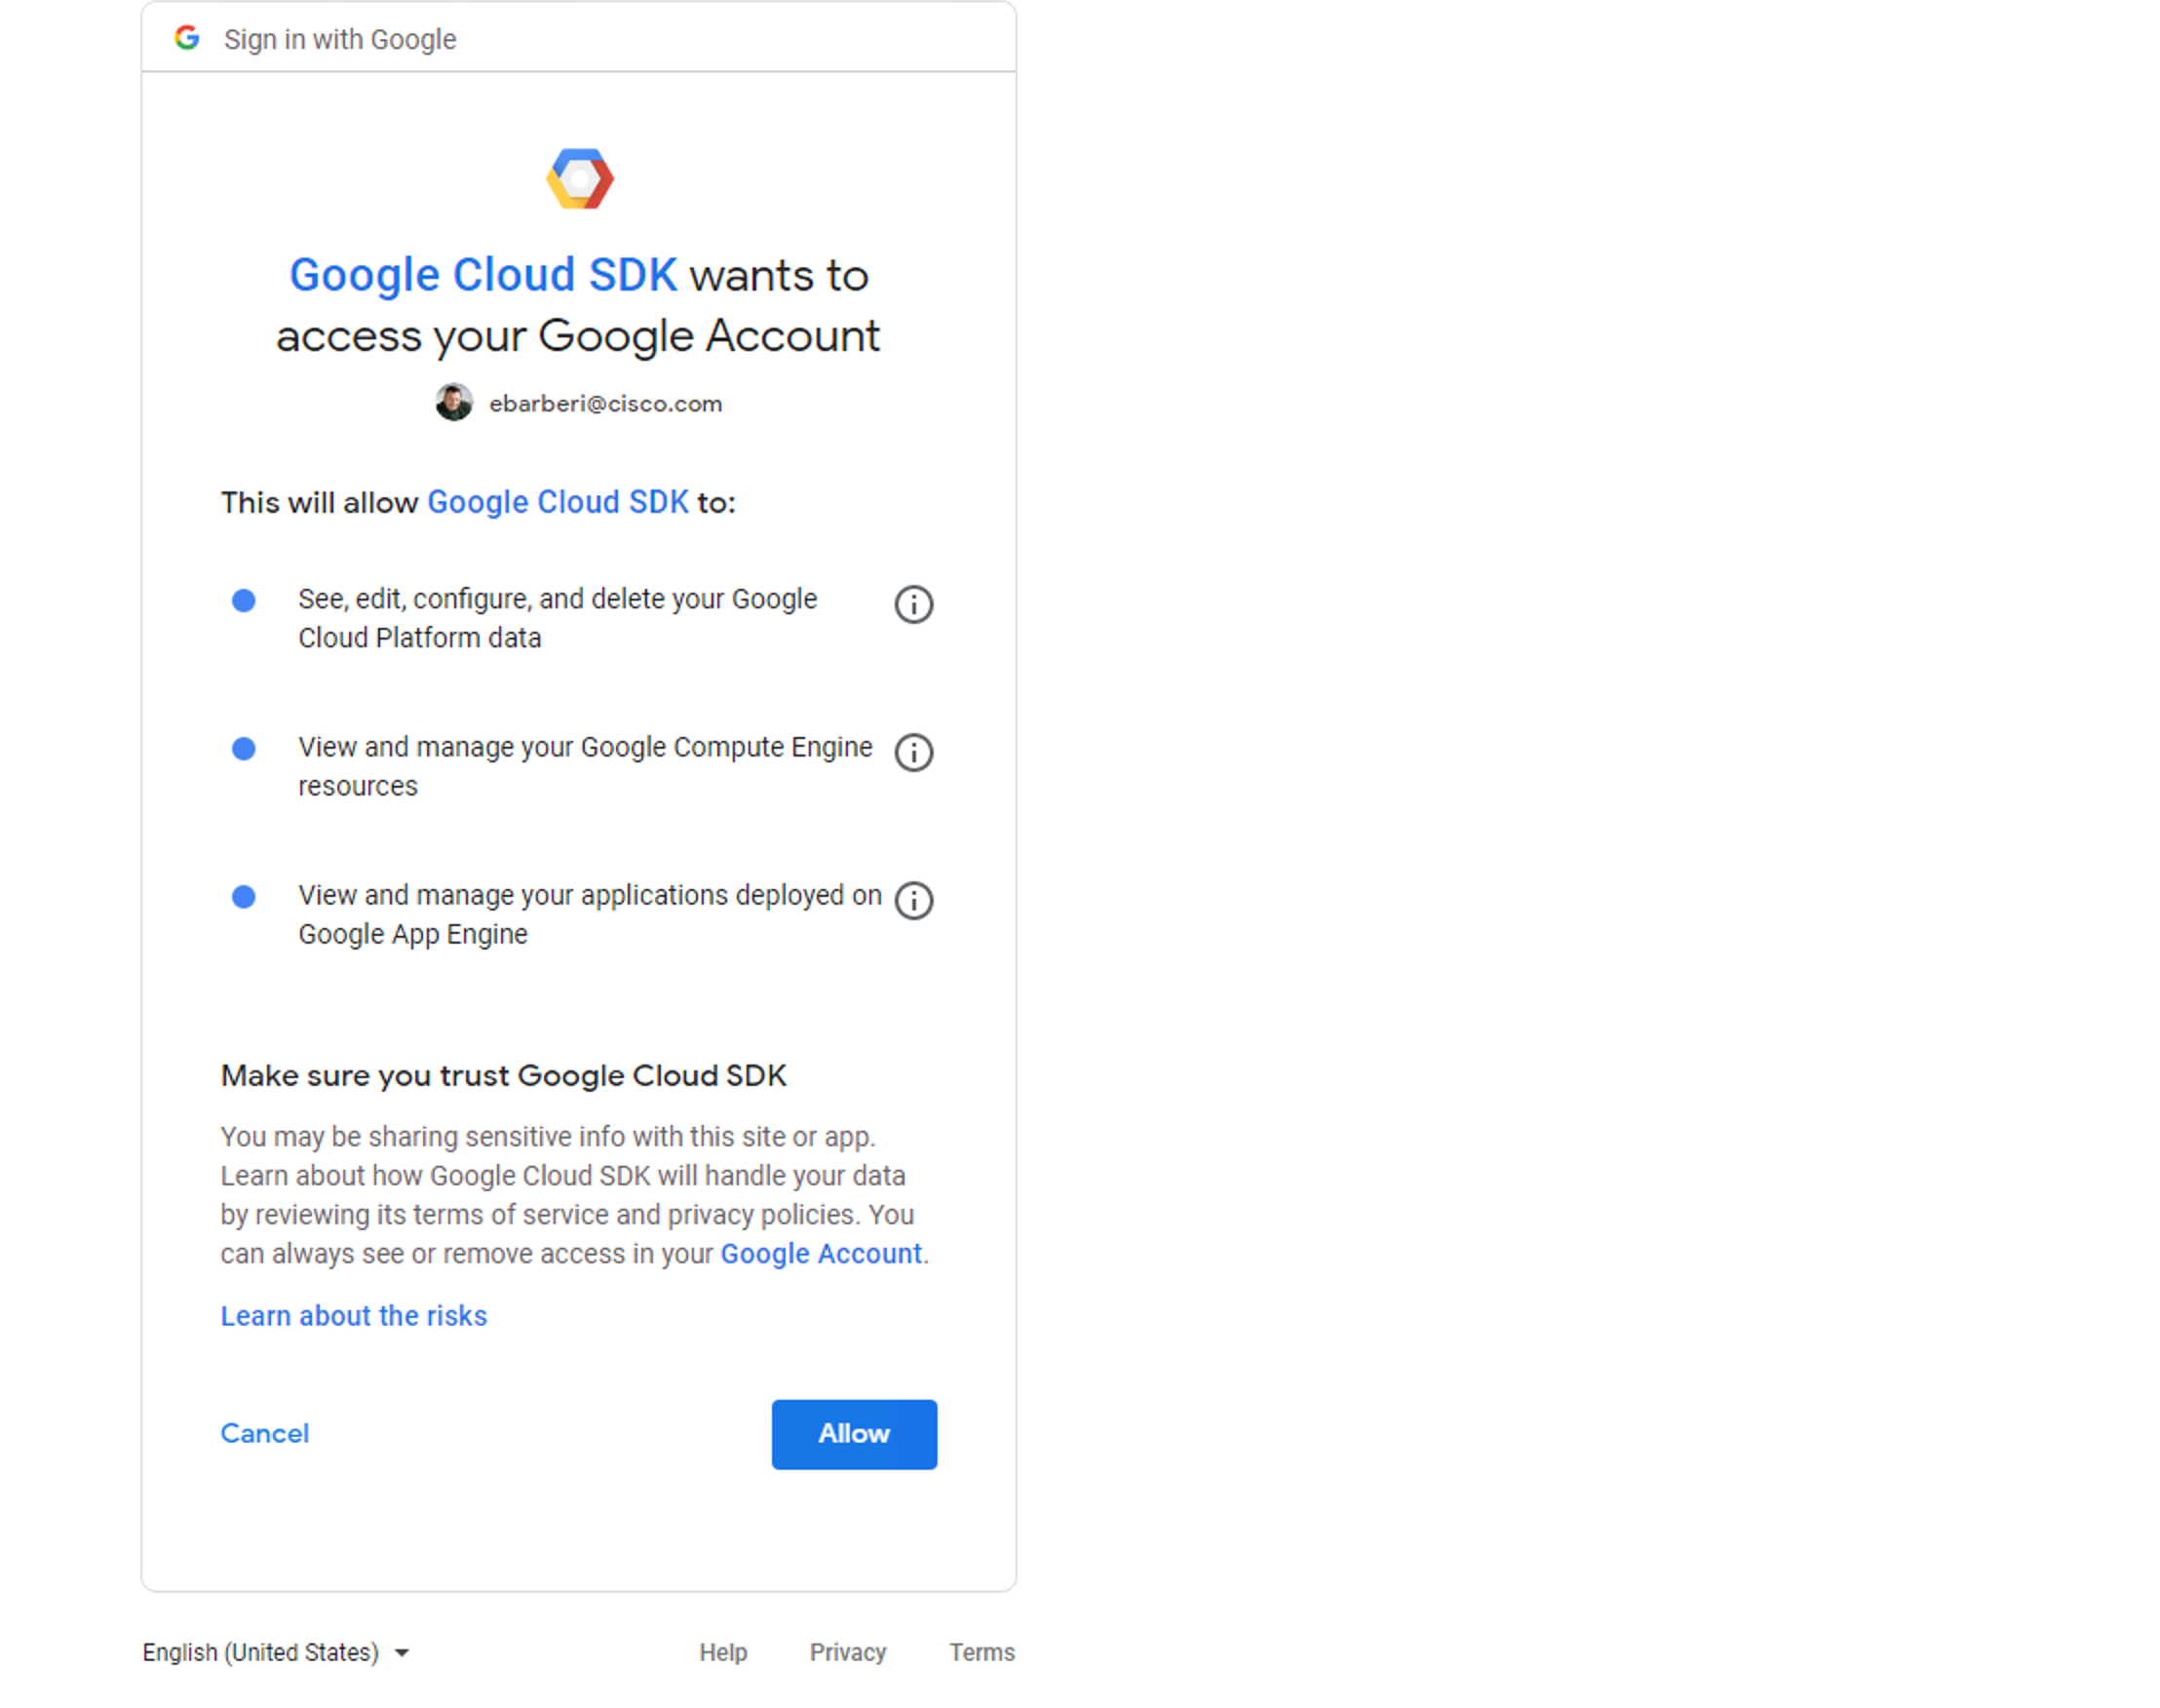 Sign in with Google
Google Cloud SDK wants to
access your Google Account
ebarberi@cisco.com
This will allow Google Cloud SDK to:
See, edit, configure, and delete your Google
Cloud Platform data
View and manage your Google Compute Engine
resources
View and manage your applications deployed on
Google App Engine
Make sure you trust Google Cloud SDK
You may be sharing sensitive info with this site or app.
Learn about how Google Cloud SDK will handle your data
by reviewing its terms of service and privacy policies. You
can always see or remove access in your Google Account.
Learn about the risks
Cancel
Allow
English (United States)
Help Privacy Terms